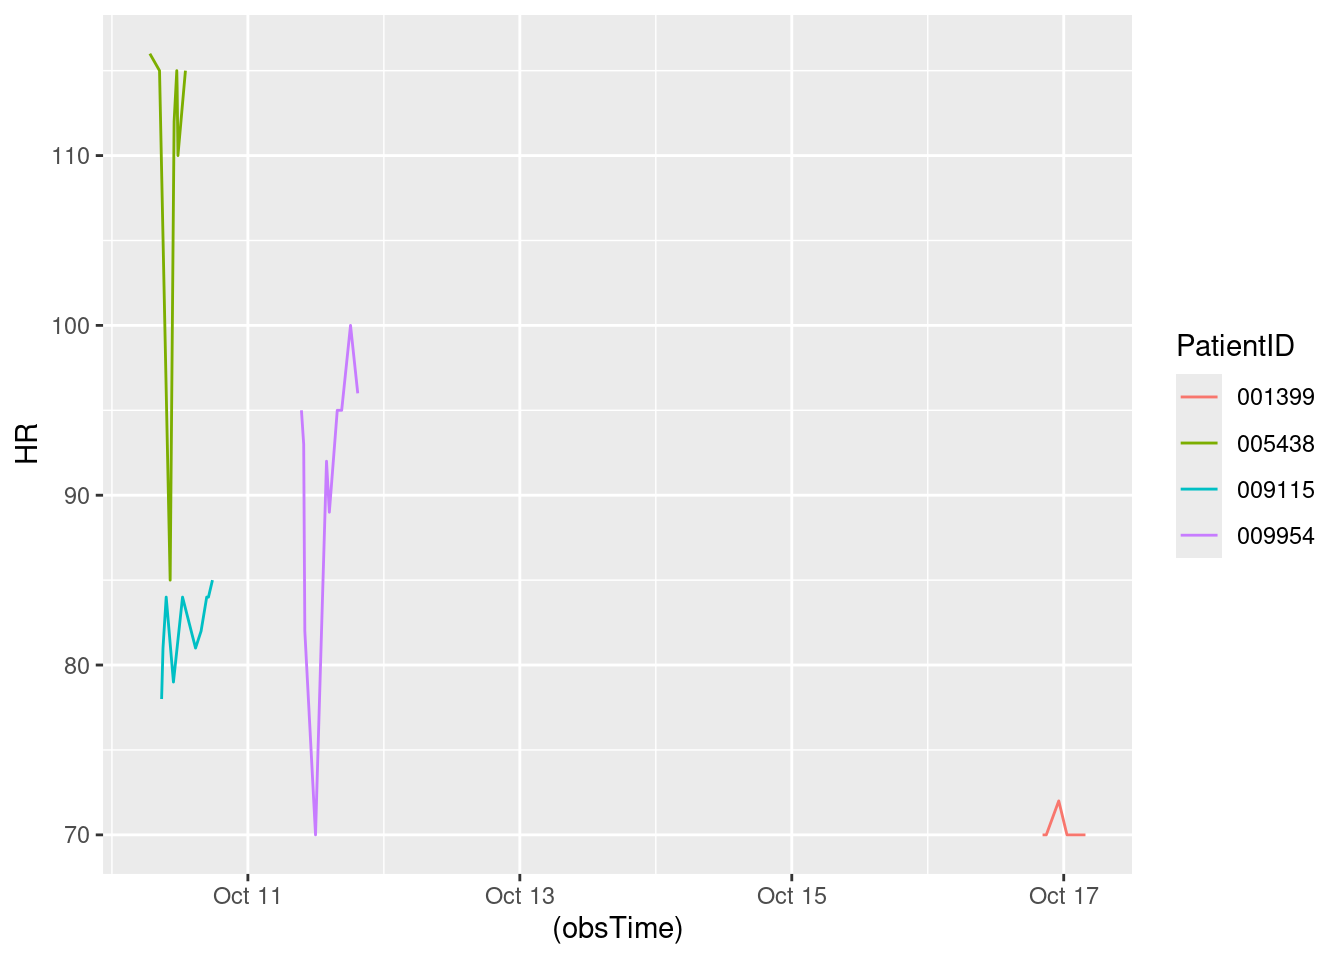 110
100
90
80
70
HR
Oct 11
Oct 13
Oct 15
Oct 17
(obsTime)
PatientID
001399
005438
009115
009954